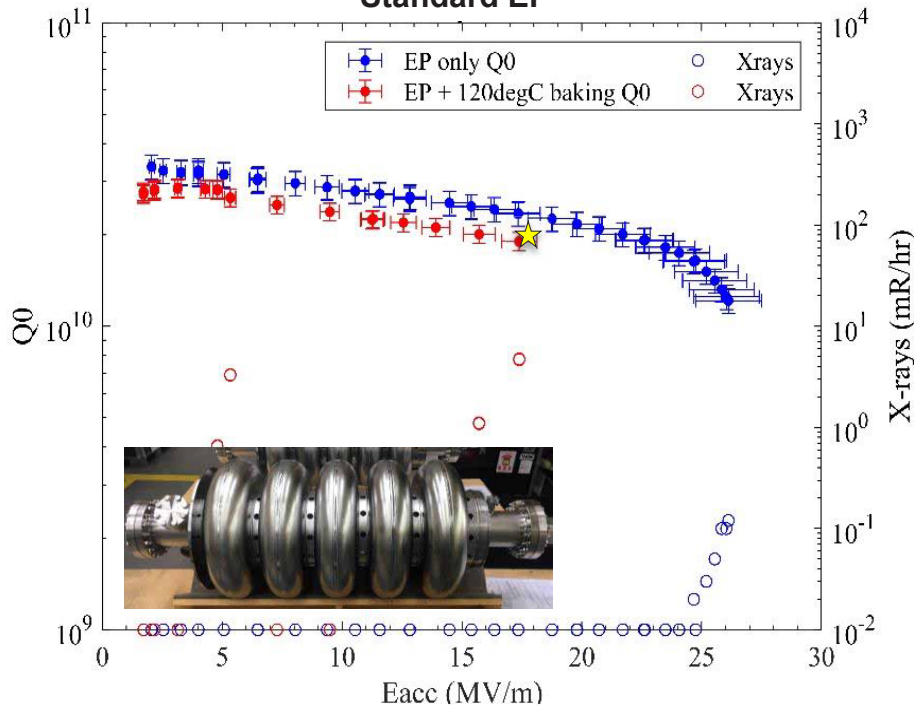 Standard EP
10^11
10^10
10^9
Q0
EP only Q0
Xrays
EP + 120degC baking Q0
Xrays
10^4
10^3
10^2
10^1
10^0
10^-1
10^-2
X-rays (mR/hr)
0 5 10 15 20 25 30
Eacc (MV/m)